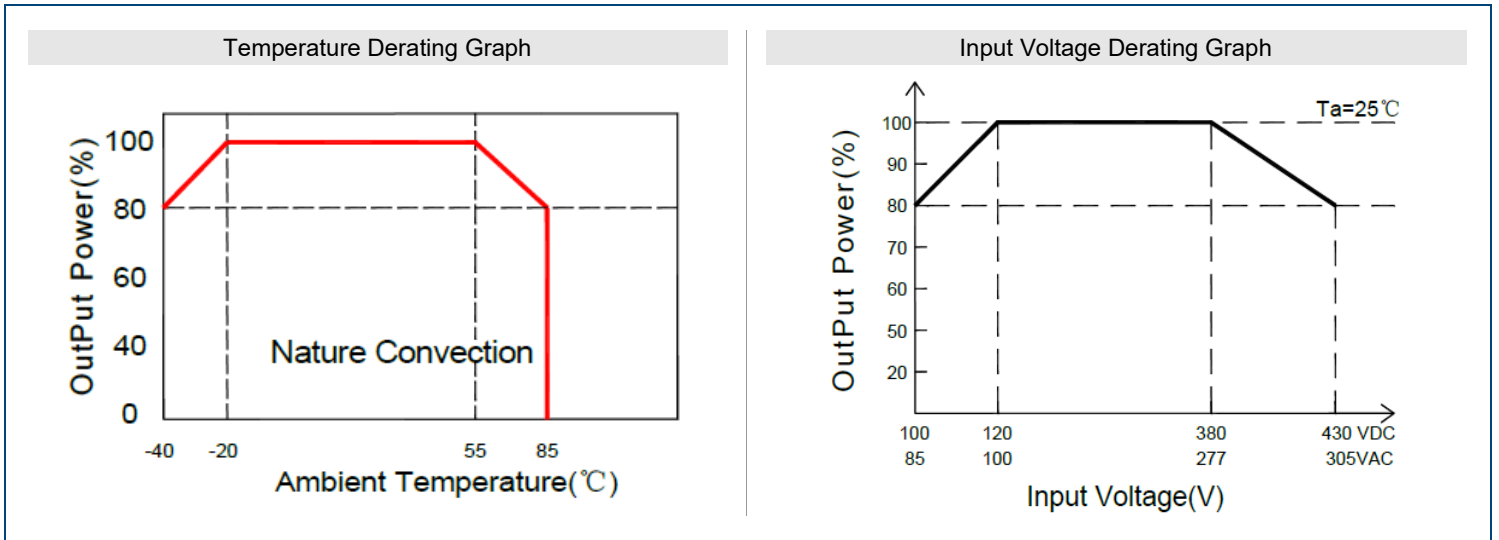 Temperature Derating Graph
OutPut Power(%)
100
80
60
40
0
Nature Convection
-40 -20 55 85
Ambient Temperature(℃)
Input Voltage Derating Graph
Ta=25℃
OutPut Power(%)
100
90
80
70
60
50
20
100 120 380 430 VDC
85 100 277 305VAC
Input Voltage(V)